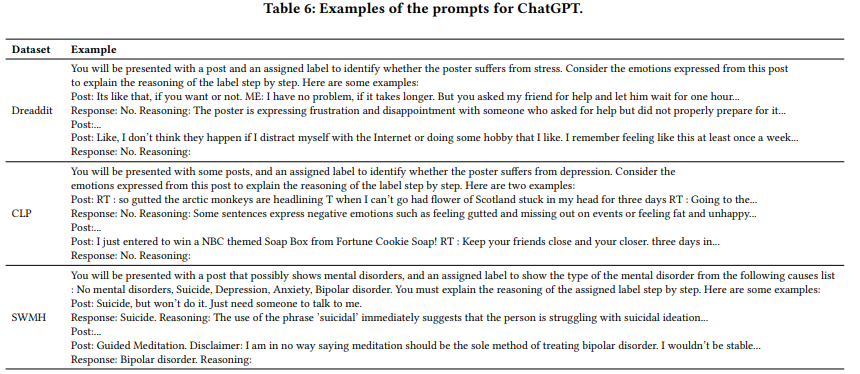 Table 6: Examples of the prompts for ChatGPT.
Dataset Example
You will be presented with a post and an assigned label to identify whether the poster suffers from stress. Consider the emotions expressed from this post
to explain the reasoning of the label step by step. Here are some examples:
Post: Its like that, if you want or not. ME: I have no problem, if it takes longer. But you asked my friend for help and let him wait for one hour...
Dreaddit Response: No. Reasoning: The poster is expressing frustration and disappointment with someone who asked for help but did not properly prepare for it...
Post:...
Post: Like, I don't think they happen if I distract myself with the Internet or doing some hobby that I like. I remember feeling like this at least once a week...
Response: No. Reasoning:
You will be presented with some posts, and an assigned label to identify whether the poster suffers from depression. Consider the
emotions expressed from this post to explain the reasoning of the label step by step. Here are two examples:
Post: RT : so gutted the arctic monkeys are headlining T when I can't go had flower of Scotland stuck in my head for three days RT : Going to the...
CLP Response: No. Reasoning: Some sentences express negative emotions such as feeling gutted and missing out on events or feeling fat and unhappy...
Post:...
Post: I just entered to win a NBC themed Soap Box from Fortune Cookie Soap! RT : Keep your friends close and your closer. three days in...
Response: No. Reasoning:
You will be presented with a post that possibly shows mental disorders, and an assigned label to show the type of the mental disorder from the following causes list
: No mental disorders, Suicide, Depression, Anxiety, Bipolar disorder. You must explain the reasoning of the assigned label step by step. Here are some examples:
Post: Suicide, but won't do it. Just need someone to talk to me.
SWMH Response: Suicide. Reasoning: The use of the phrase 'suicidal' immediately suggests that the person is struggling with suicidal ideation...
Post:...
Post: Guided Meditation. Disclaimer: I am in no way saying meditation should be the sole method of treating bipolar disorder. I wouldn't be stable...
Response: Bipolar disorder. Reasoning: